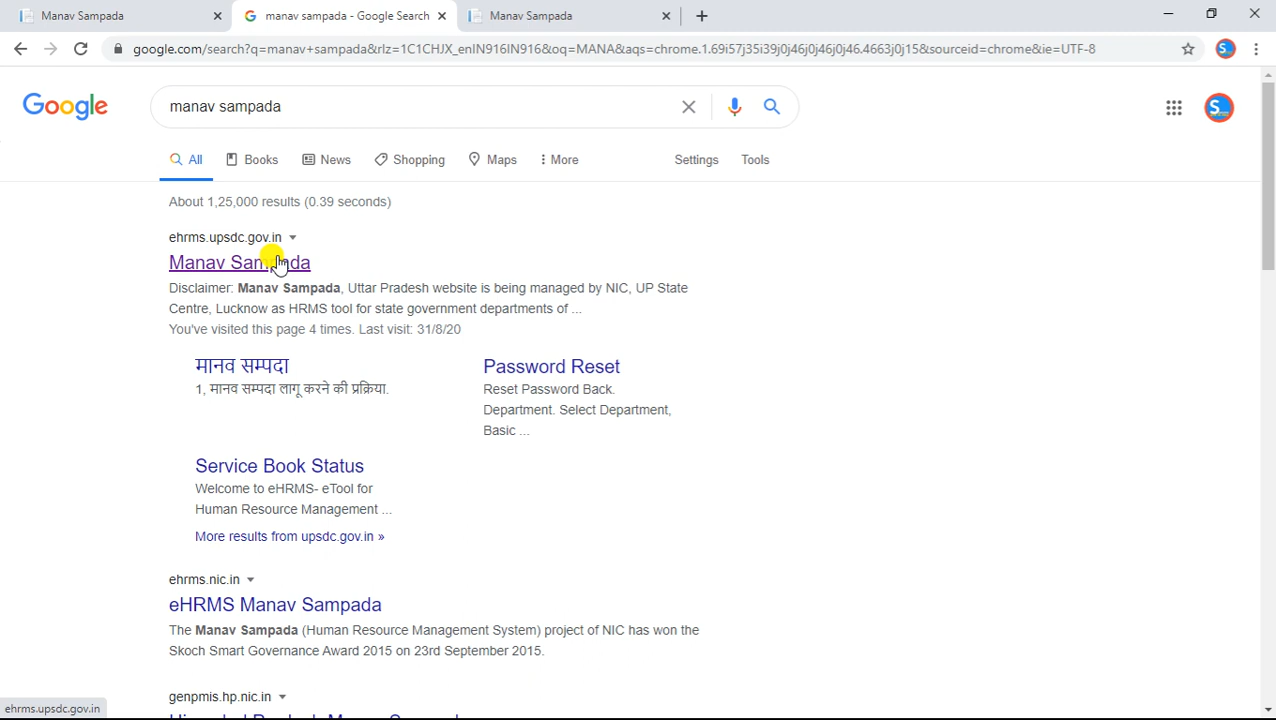 Manav Sampada
manav sampada - Google Search
Manav Sampada
google.com/search?q=manav+sampada&rlz=1C1CHJX_enIN916IN916&oq=MANA&aqs=chrome.1.69i57j35i39j0j46j0j46j0j46.4663j0j15&sourceid=chrome&ie=UTF-8
Google
manav sampada
All Books News Shopping Maps More Settings Tools
About 1,25,000 results (0.39 seconds)
ehrms.upsdc.gov.in
Manav Sampada
Disclaimer: Manav Sampada, Uttar Pradesh website is being managed by NIC, UP State
Centre, Lucknow as HRMS tool for state government departments of ...
You've visited this page 4 times. Last visit: 31/8/20
मानव सम्पदा
1, मानव सम्पदा लागू करने की प्रक्रिया.
Password Reset
Reset Password Back.
Department. Select Department,
Basic ...
Service Book Status
Welcome to eHRMS- eTool for
Human Resource Management ...
More results from upsdc.gov.in »
ehrms.nic.in
eHRMS Manav Sampada
The Manav Sampada (Human Resource Management System) project of NIC has won the
Skoch Smart Governance Award 2015 on 23rd September 2015.
genpmis.hp.nic.in
ehrms.upsdc.gov.in